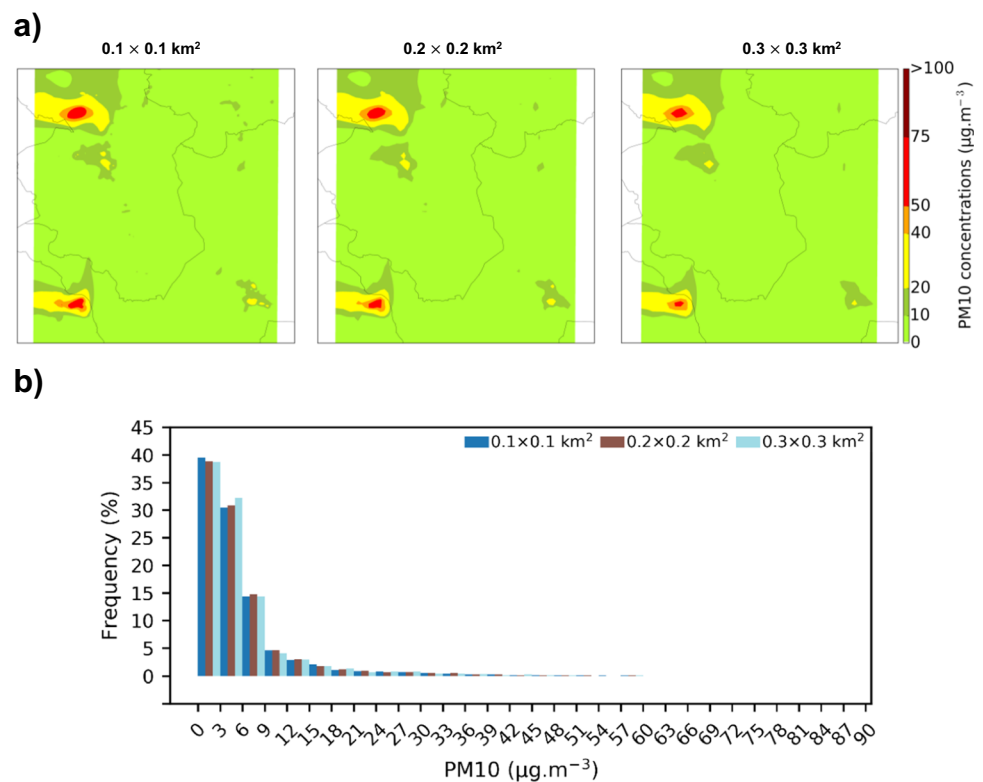 a)
0.1 × 0.1 km²
0.2 × 0.2 km²
0.3 × 0.3 km²
>100
75
50
40
20
10
0
PM10 concentrations (µg.m⁻³)
b)
45
40
35
30
25
20
15
10
5
0
Frequency (%)
0.1×0.1 km² 0.2×0.2 km² 0.3×0.3 km²
0 3 6 9 12 15 18 21 24 27 30 33 36 39 42 45 48 51 54 57 60 63 66 69 72 75 78 81 84 87 90
PM10 (µg.m⁻³)